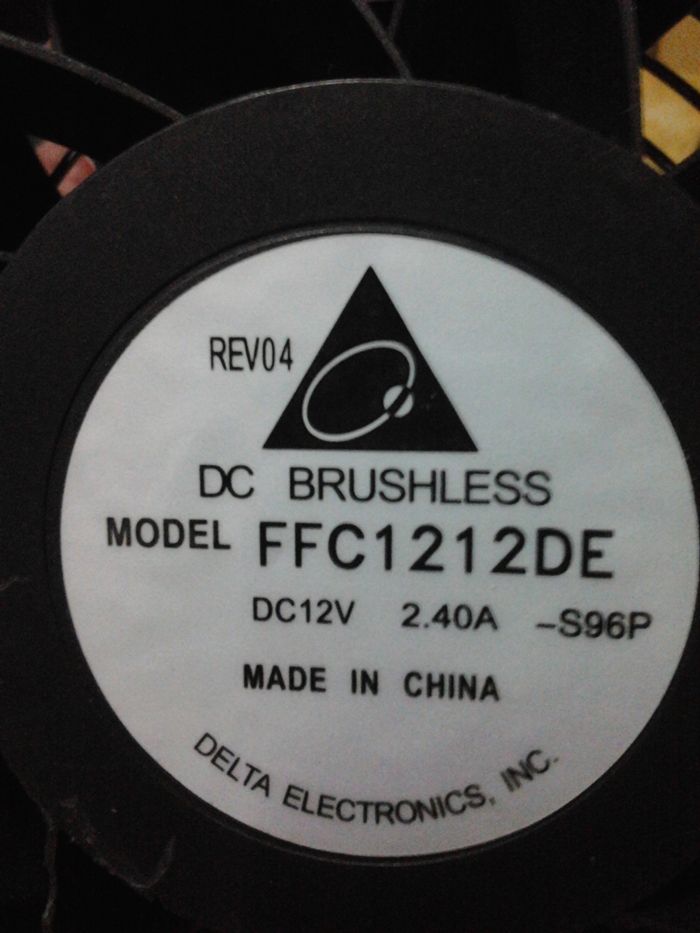 REV04
DC BRUSHLESS
MODEL FFC1212DE
DC12V 2.40A -S96P
MADE IN CHINA
DELTA ELECTRONICS, INC.